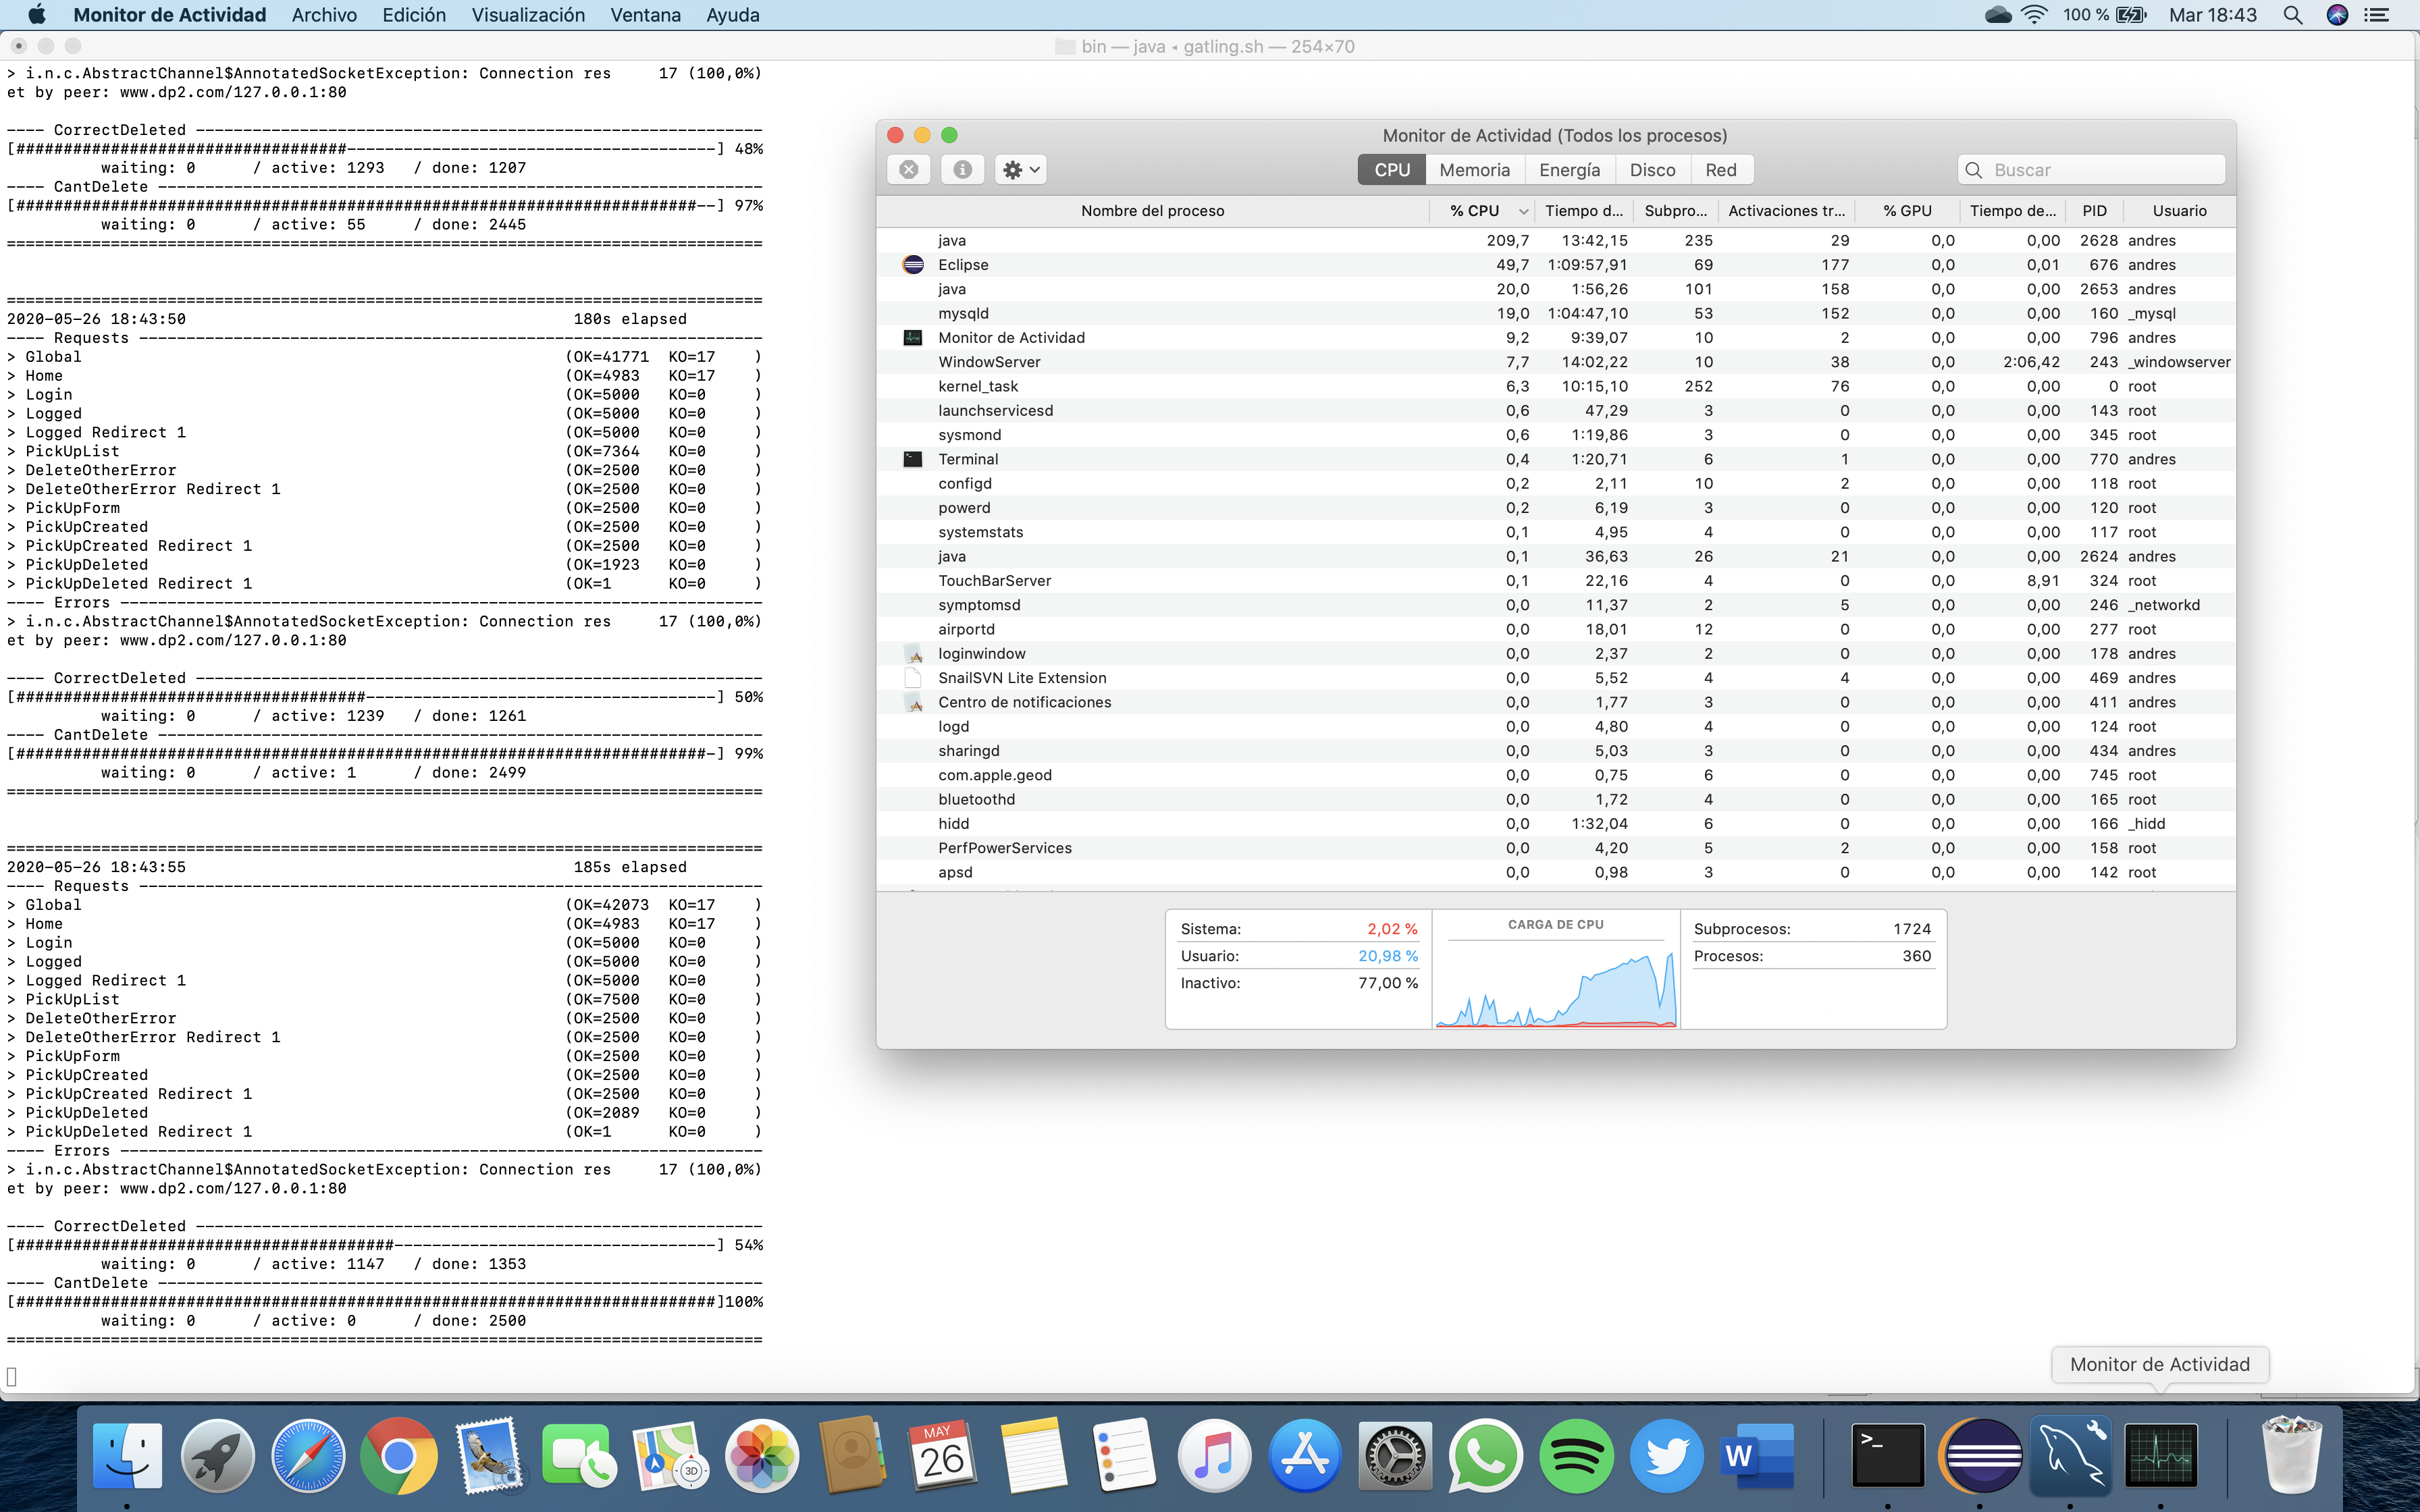 Monitor de Actividad Archivo Edición Visualización Ventana Ayuda 100 % Mar 18:43
bin — java ◂ gatling.sh — 254×70
> i.n.c.AbstractChannel$AnnotatedSocketException: Connection res     17 (100,0%)
et by peer: www.dp2.com/127.0.0.1:80
---- CorrectDeleted ------------------------------------------------------------
[###################################---------------------------------------] 48%
waiting: 0      / active: 1293   / done: 1207
---- CantDelete ----------------------------------------------------------------
[########################################################################--] 97%
waiting: 0      / active: 55     / done: 2445
================================================================================
================================================================================
2020-05-26 18:43:50                                         180s elapsed
---- Requests ------------------------------------------------------------------
> Global                                                   (OK=41771  KO=17    )
> Home                                                     (OK=4983   KO=17    )
> Login                                                    (OK=5000   KO=0     )
> Logged                                                   (OK=5000   KO=0     )
> Logged Redirect 1                                        (OK=5000   KO=0     )
> PickUpList                                               (OK=7364   KO=0     )
> DeleteOtherError                                         (OK=2500   KO=0     )
> DeleteOtherError Redirect 1                              (OK=2500   KO=0     )
> PickUpForm                                               (OK=2500   KO=0     )
> PickUpCreated                                            (OK=2500   KO=0     )
> PickUpCreated Redirect 1                                 (OK=2500   KO=0     )
> PickUpDeleted                                            (OK=1923   KO=0     )
> PickUpDeleted Redirect 1                                 (OK=1      KO=0     )
---- Errors --------------------------------------------------------------------
> i.n.c.AbstractChannel$AnnotatedSocketException: Connection res     17 (100,0%)
et by peer: www.dp2.com/127.0.0.1:80
---- CorrectDeleted ------------------------------------------------------------
[#####################################-------------------------------------] 50%
waiting: 0      / active: 1239   / done: 1261
---- CantDelete ----------------------------------------------------------------
[#########################################################################-] 99%
waiting: 0      / active: 1      / done: 2499
================================================================================
================================================================================
2020-05-26 18:43:55                                         185s elapsed
---- Requests ------------------------------------------------------------------
> Global                                                   (OK=42073  KO=17    )
> Home                                                     (OK=4983   KO=17    )
> Login                                                    (OK=5000   KO=0     )
> Logged                                                   (OK=5000   KO=0     )
> Logged Redirect 1                                        (OK=5000   KO=0     )
> PickUpList                                               (OK=7500   KO=0     )
> DeleteOtherError                                         (OK=2500   KO=0     )
> DeleteOtherError Redirect 1                              (OK=2500   KO=0     )
> PickUpForm                                               (OK=2500   KO=0     )
> PickUpCreated                                            (OK=2500   KO=0     )
> PickUpCreated Redirect 1                                 (OK=2500   KO=0     )
> PickUpDeleted                                            (OK=2089   KO=0     )
> PickUpDeleted Redirect 1                                 (OK=1      KO=0     )
---- Errors --------------------------------------------------------------------
> i.n.c.AbstractChannel$AnnotatedSocketException: Connection res     17 (100,0%)
et by peer: www.dp2.com/127.0.0.1:80
---- CorrectDeleted ------------------------------------------------------------
[########################################----------------------------------] 54%
waiting: 0      / active: 1147   / done: 1353
---- CantDelete ----------------------------------------------------------------
[##########################################################################]100%
waiting: 0      / active: 0      / done: 2500
================================================================================
Monitor de Actividad (Todos los procesos)
CPU Memoria Energía Disco Red Buscar
Nombre del proceso % CPU Tiempo d... Subpro... Activaciones tr... % GPU Tiempo de... PID Usuario
java 209,7 13:42,15 235 29 0,0 0,00 2628 andres
Eclipse 49,7 1:09:57,91 69 177 0,0 0,01 676 andres
java 20,0 1:56,26 101 158 0,0 0,00 2653 andres
mysqld 19,0 1:04:47,10 53 152 0,0 0,00 160 _mysql
Monitor de Actividad 9,2 9:39,07 10 2 0,0 0,00 796 andres
WindowServer 7,7 14:02,22 10 38 0,0 2:06,42 243 _windowserver
kernel_task 6,3 10:15,10 252 76 0,0 0,00 0 root
launchservicesd 0,6 47,29 3 0 0,0 0,00 143 root
sysmond 0,6 1:19,86 3 0 0,0 0,00 345 root
Terminal 0,4 1:20,71 6 1 0,0 0,00 770 andres
configd 0,2 2,11 10 2 0,0 0,00 118 root
powerd 0,2 6,19 3 0 0,0 0,00 120 root
systemstats 0,1 4,95 4 0 0,0 0,00 117 root
java 0,1 36,63 26 21 0,0 0,00 2624 andres
TouchBarServer 0,1 22,16 4 0 0,0 8,91 324 root
symptomsd 0,0 11,37 2 5 0,0 0,00 246 _networkd
airportd 0,0 18,01 12 0 0,0 0,00 277 root
loginwindow 0,0 2,37 2 0 0,0 0,00 178 andres
SnailSVN Lite Extension 0,0 5,52 4 4 0,0 0,00 469 andres
Centro de notificaciones 0,0 1,77 3 0 0,0 0,00 411 andres
logd 0,0 4,80 4 0 0,0 0,00 124 root
sharingd 0,0 5,03 3 0 0,0 0,00 434 andres
com.apple.geod 0,0 0,75 6 0 0,0 0,00 745 root
bluetoothd 0,0 1,72 4 0 0,0 0,00 165 root
hidd 0,0 1:32,04 6 0 0,0 0,00 166 _hidd
PerfPowerServices 0,0 4,20 5 2 0,0 0,00 158 root
apsd 0,0 0,98 3 0 0,0 0,00 142 root
Sistema: 2,02 % CARGA DE CPU Subprocesos: 1724
Usuario: 20,98 % Procesos: 360
Inactivo: 77,00 %
Monitor de Actividad
MAY
26
3D
W
>_